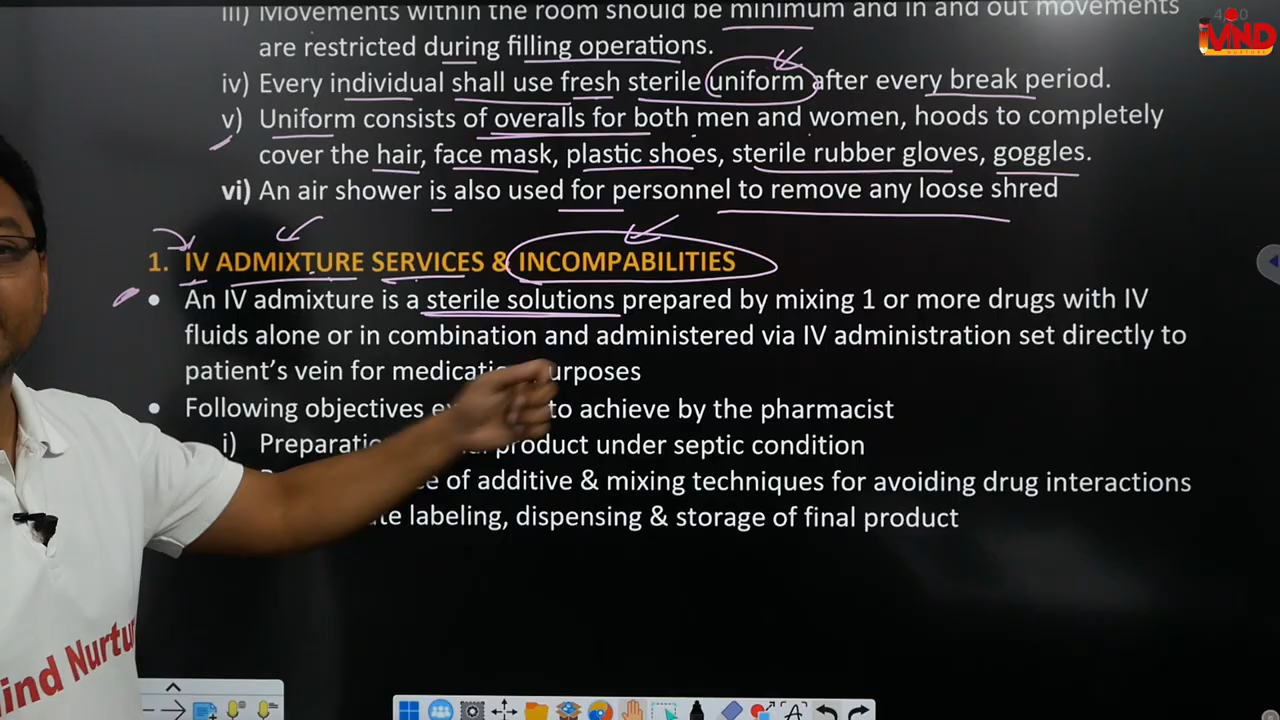 iii) Movements within the room should be minimum and in and out movements
are restricted during filling operations.
iv) Every individual shall use fresh sterile uniform after every break period.
v) Uniform consists of overalls for both men and women, hoods to completely
cover the hair, face mask, plastic shoes, sterile rubber gloves, goggles.
vi) An air shower is also used for personnel to remove any loose shred
1. IV ADMIXTURE SERVICES & INCOMPABILITIES
• An IV admixture is a sterile solutions prepared by mixing 1 or more drugs with IV
fluids alone or in combination and administered via IV administration set directly to
patient's vein for medicatio urposes
• Following objectives e to achieve by the pharmacist
i) Preparatio product under septic condition
e of additive & mixing techniques for avoiding drug interactions
te labeling, dispensing & storage of final product
MIND
NURTURE
ind Nurtur